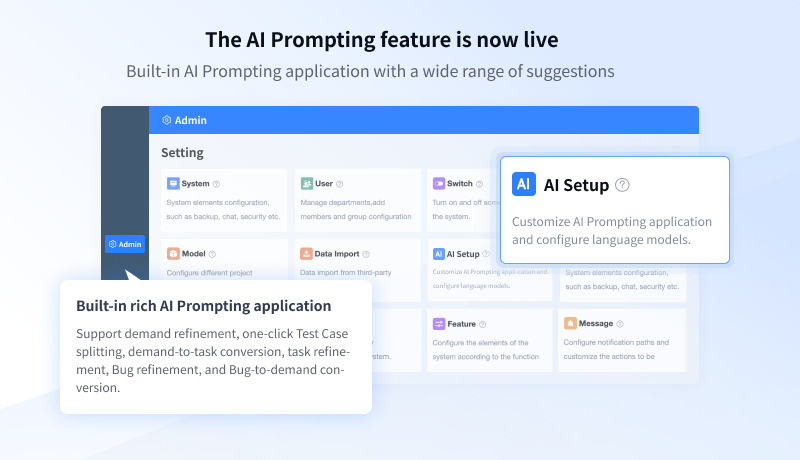 The AI Prompting feature is now live
Built-in AI Prompting application with a wide range of suggestions
Admin
Setting
System
System elements configuration,
such as backup, chat, security etc.
User
Manage departments,add
members and group configuration
Switch
Turn on and off
the system.
AI AI Setup
Customize AI Prompting application
and configure language models.
Admin
Model
Configure different project
Data Import
Data import from third-party
AI AI Setup
Customize AI Prompting application and
configure language models.
System elements configuration,
such as backup, chat, security etc.
Built-in rich AI Prompting application
Support demand refinement, one-click Test Case
splitting, demand-to-task conversion, task refine-
ment, Bug refinement, and Bug-to-demand con-
version.
Feature
Configure the elements of the
system according to the function
Message
Configure notification paths and
customize the actions to be